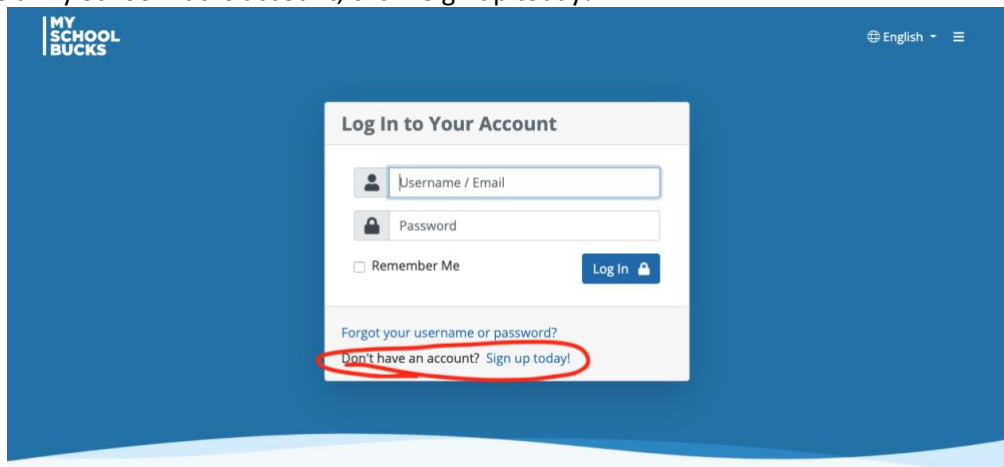 MY
SCHOOL
BUCKS
English
Log In to Your Account
Username / Email
Password
Remember Me
Log In
Forgot your username or password?
Don't have an account? Sign up today!